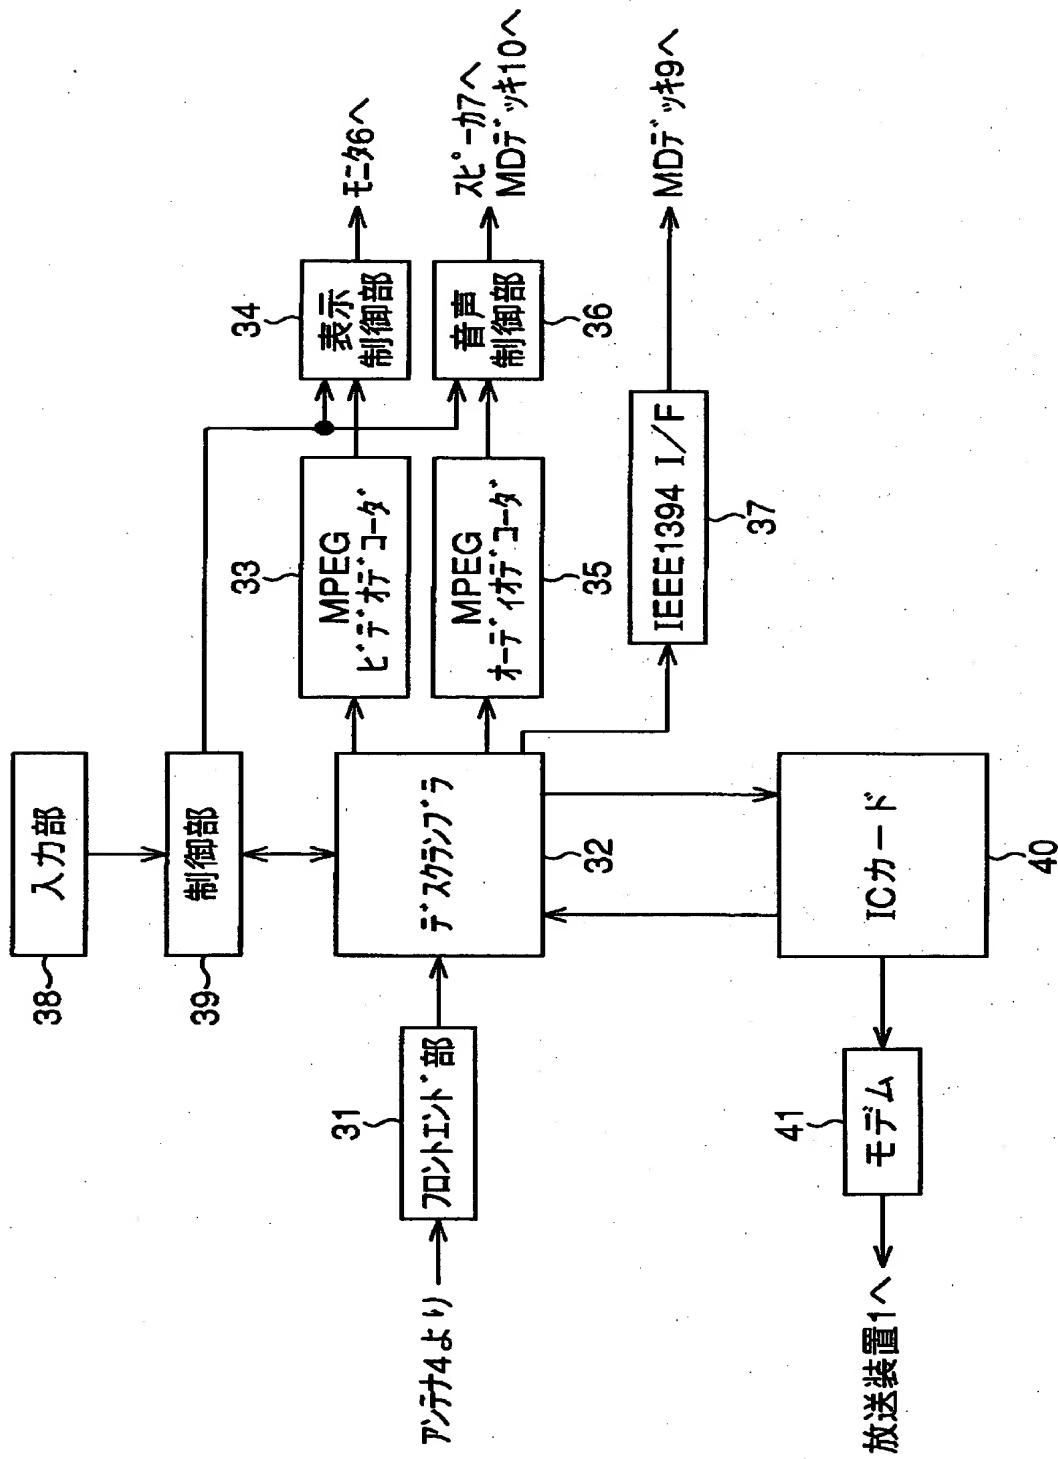 38
入力部
39
制御部
34
表示
制御部
モニタ6へ
33
MPEG
ビデオデコーダ
アンテナ4より
31
フロントエンド部
デスクランブラ
32
MPEG
オーディオデコーダ
35
音声
制御部
36
スピーカ7へ
MDデッキ10へ
IEEE1394 I/F
37
MDデッキ9へ
放送装置1へ
41
モデム
ICカード
40